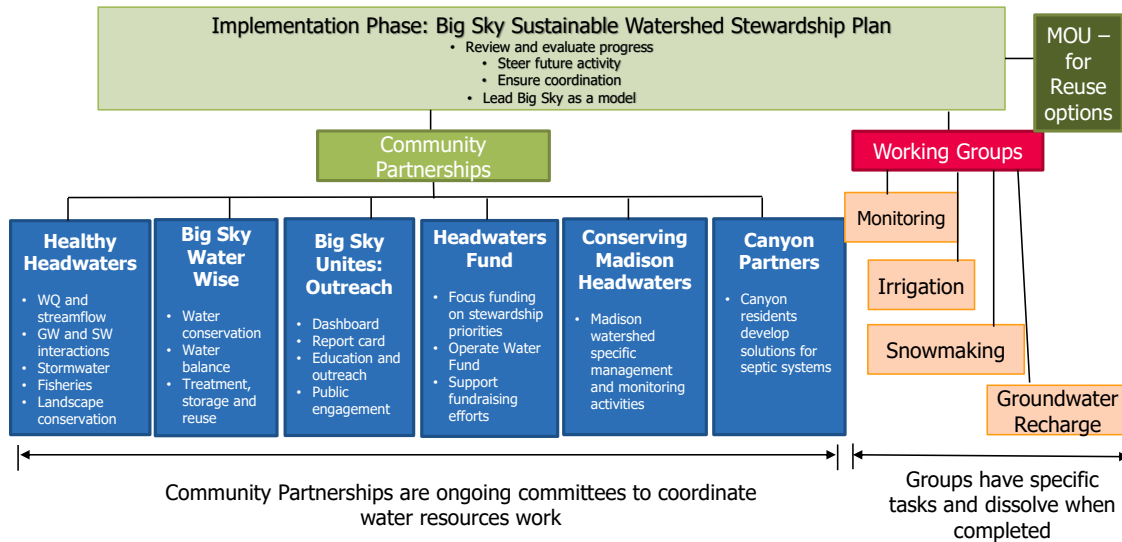 Implementation Phase: Big Sky Sustainable Watershed Stewardship Plan
• Review and evaluate progress
• Steer future activity
• Ensure coordination
• Lead Big Sky as a model
MOU –
for
Reuse
options
Community
Partnerships
Working Groups
Healthy
Headwaters
• WQ and
streamflow
• GW and SW
interactions
• Stormwater
• Fisheries
• Landscape
conservation
Big Sky
Water
Wise
• Water
conservation
• Water
balance
• Treatment,
storage and
reuse
Big Sky
Unites:
Outreach
• Dashboard
• Report card
• Education and
outreach
• Public
engagement
Headwaters
Fund
• Focus funding
on stewardship
priorities
• Operate Water
Fund
• Support
fundraising
efforts
Conserving
Madison
Headwaters
• Madison
watershed
specific
management
and monitoring
activities
Canyon
Partners
• Canyon
residents
develop
solutions for
septic systems
Monitoring
Irrigation
Snowmaking
Groundwater
Recharge
Community Partnerships are ongoing committees to coordinate
water resources work
Groups have specific
tasks and dissolve when
completed